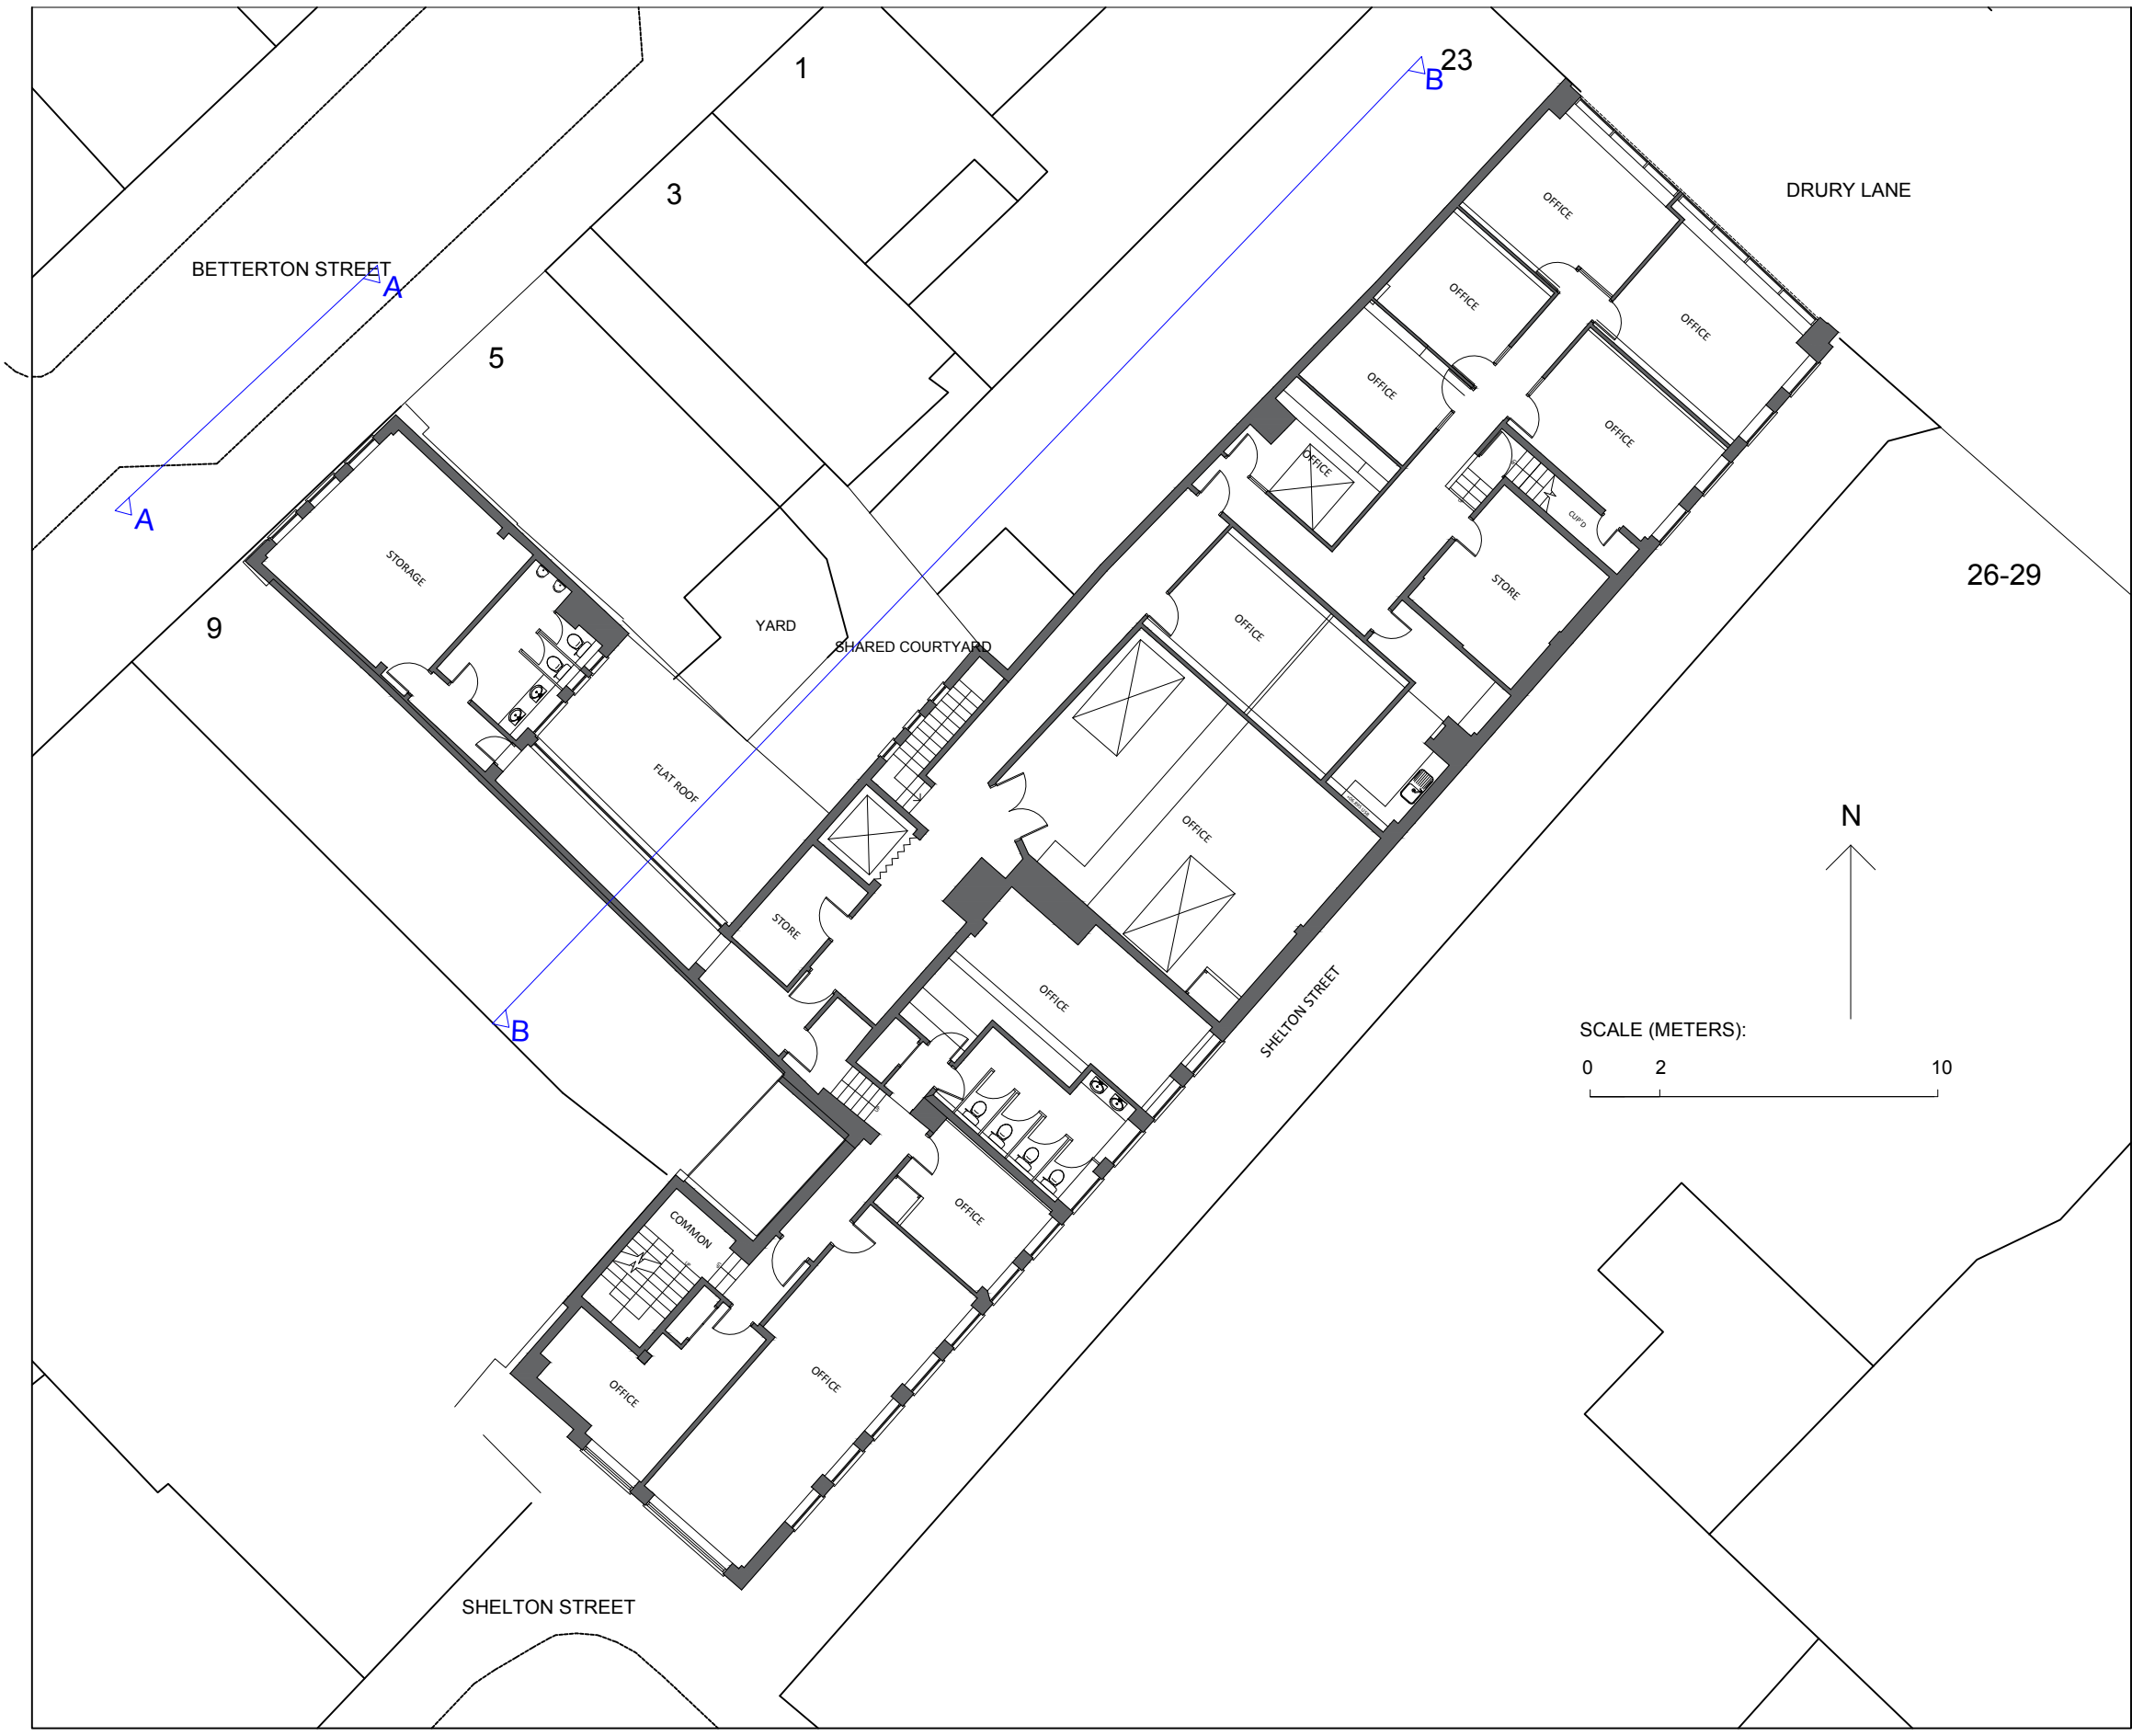 1
B
23
3
DRURY LANE
BETTERTON STREET
A
OFFICE
OFFICE
OFFICE
5
OFFICE
OFFICE
OFFICE
A
CUP'D
STORAGE
26-29
STORE
9
YARD
OFFICE
SHARED COURTYARD
FLAT ROOF
N
OFFICE
STORE
OFFICE
SHELTON STREET
B
SCALE (METERS):
0 2 10
OFFICE
COMMON
OFFICE
OFFICE
SHELTON STREET